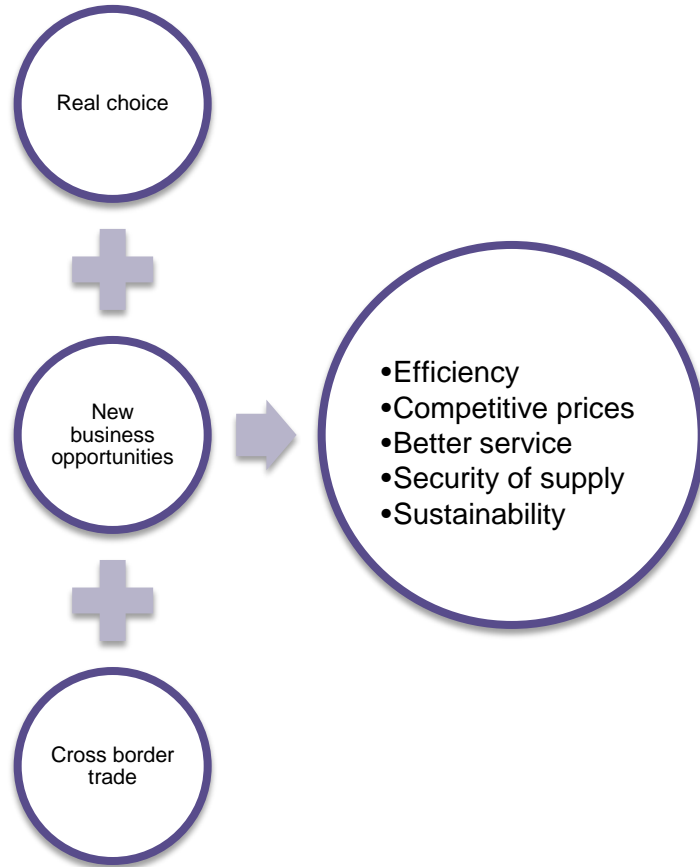 Real choice
New
business
opportunities
Cross border
trade
•Efficiency
•Competitive prices
•Better service
•Security of supply
•Sustainability